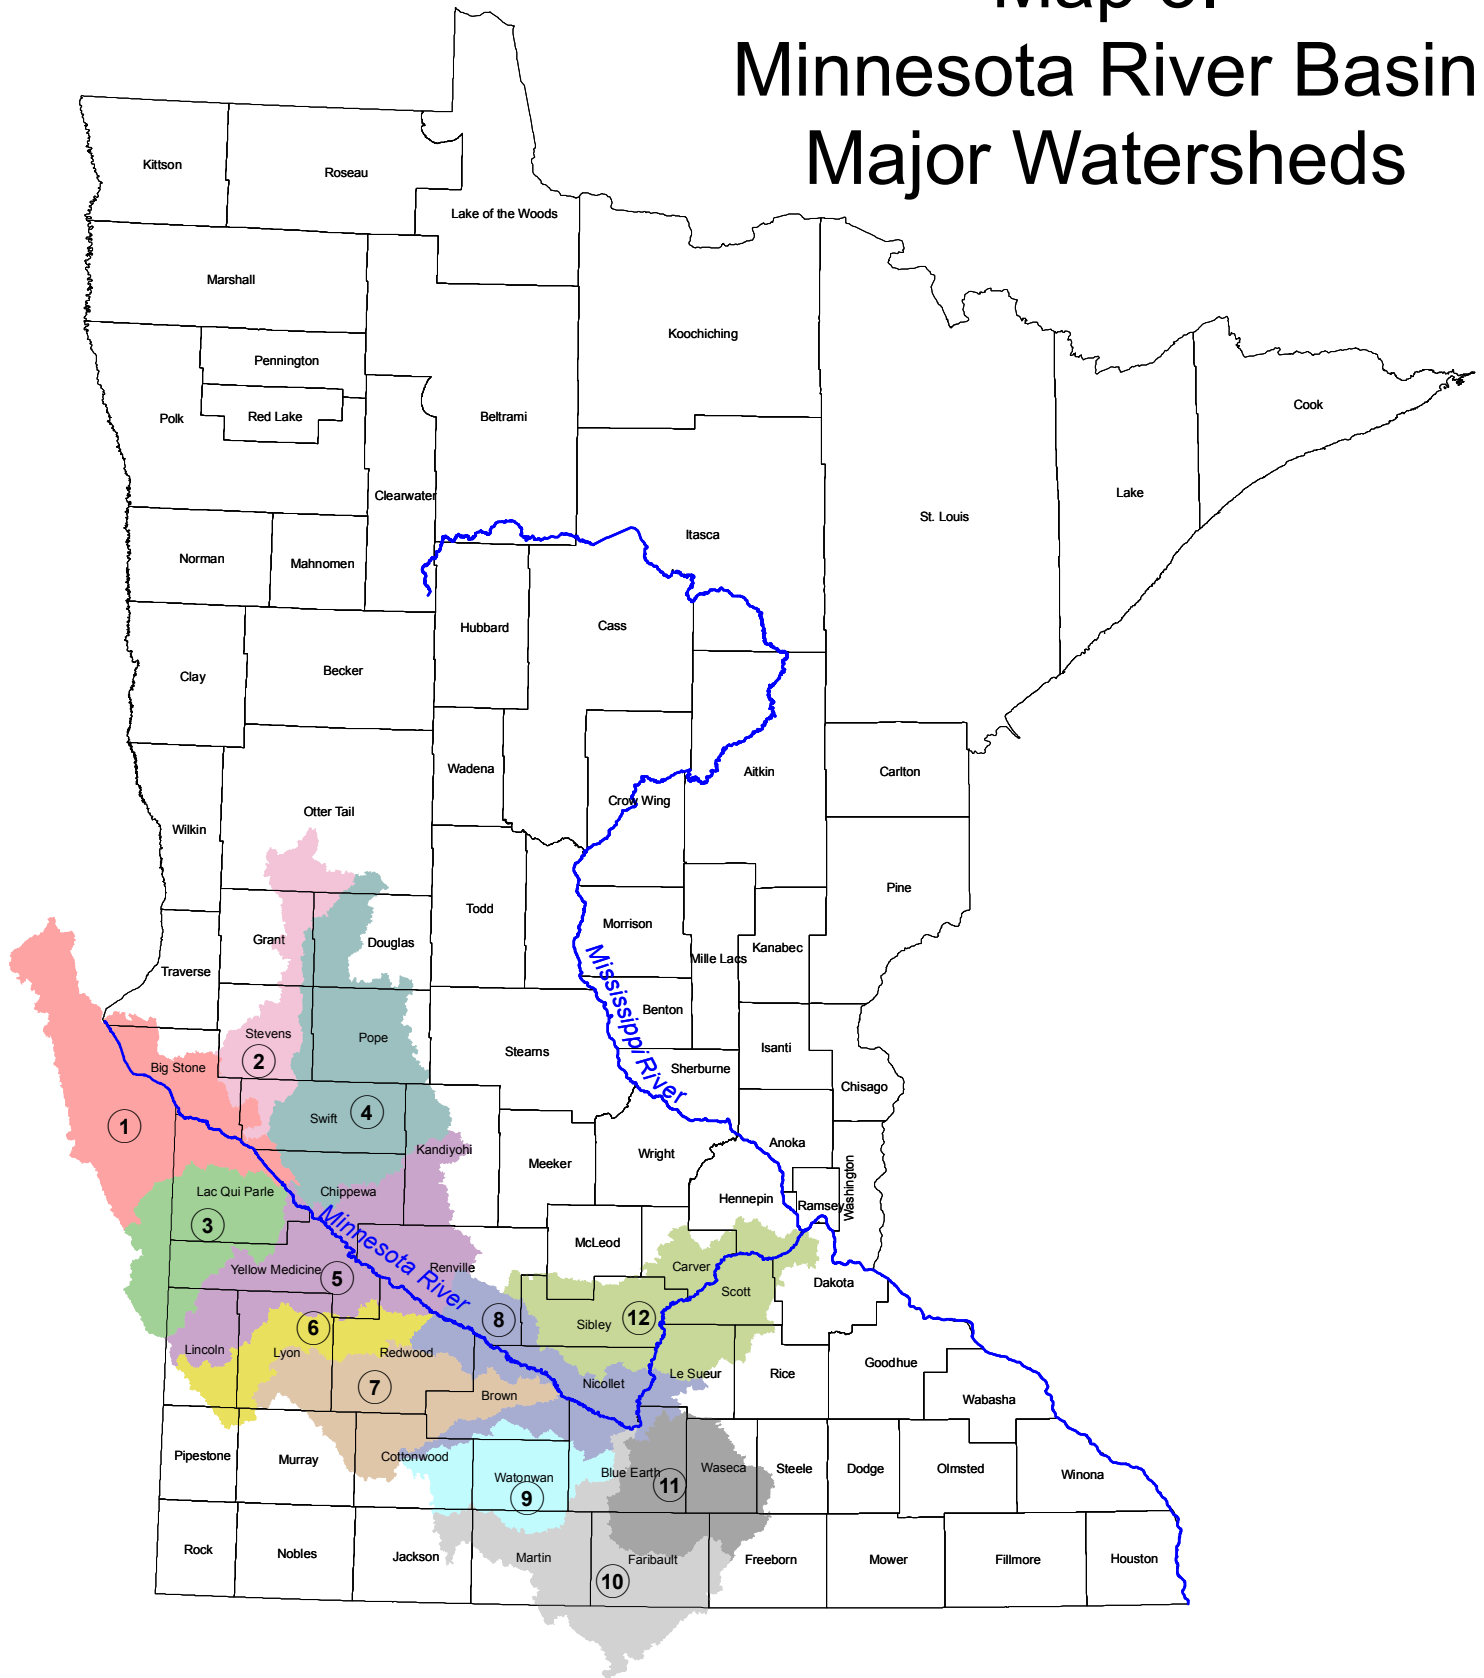 Minnesota River Basin
Major Watersheds
Kittson
Roseau
Lake of the Woods
Marshall
Koochiching
Pennington
Polk
Red Lake
Beltrami
Cook
Clearwater
Lake
St. Louis
Itasca
Norman
Mahnomen
Hubbard
Cass
Clay
Becker
Wadena
Aitkin
Carlton
Crow Wing
Otter Tail
Wilkin
Pine
Todd
Morrison
Grant
Douglas
Kanabec
Mille Lacs
Traverse
Mississippi River
Benton
Stevens
Pope
Stearns
Isanti
2
Big Stone
Sherburne
Chisago
4
Swift
1
Anoka
Kandiyohi
Meeker
Wright
Washington
Lac Qui Parle
Chippewa
Hennepin
Ramsey
3
Minnesota River
McLeod
Yellow Medicine
5
Renville
Carver
Dakota
Scott
8
12
6
Sibley
Lincoln
Lyon
Redwood
Goodhue
7
Le Sueur
Rice
Nicollet
Brown
Wabasha
Pipestone
Murray
Cottonwood
Watonwan
9
Blue Earth
11
Waseca
Steele
Dodge
Olmsted
Winona
Rock
Nobles
Jackson
Martin
Faribault
10
Freeborn
Mower
Fillmore
Houston